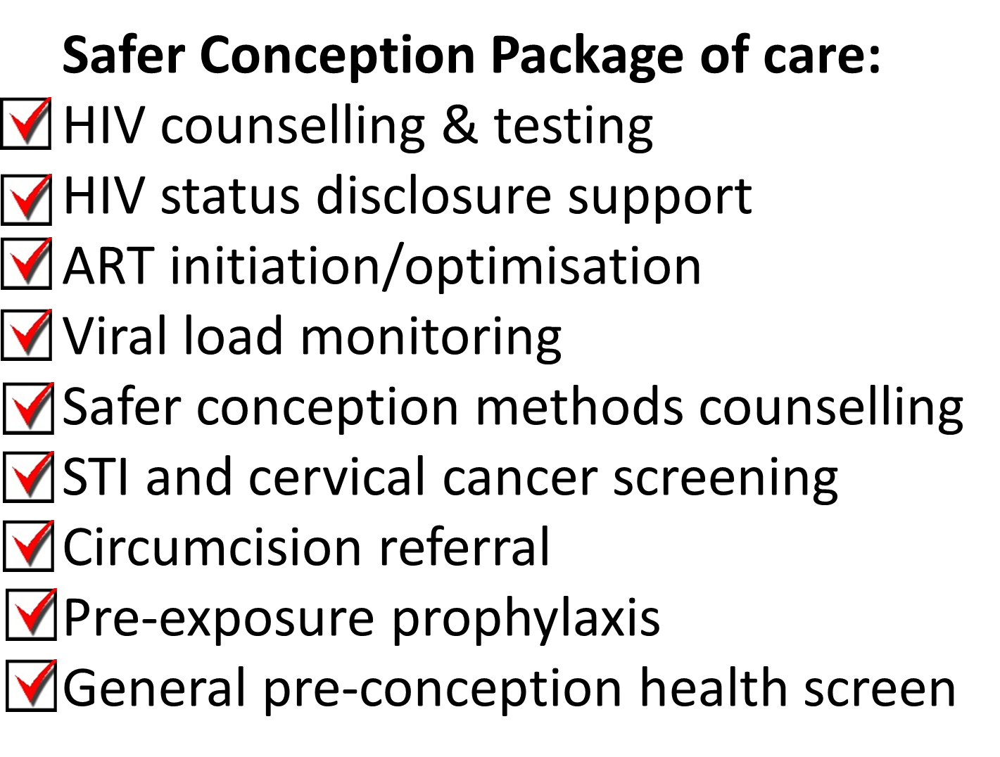 Safer Conception Package of care:
HIV counselling & testing
HIV status disclosure support
ART initiation/optimisation
Viral load monitoring
Safer conception methods counselling
STI and cervical cancer screening
Circumcision referral
Pre-exposure prophylaxis
General pre-conception health screen